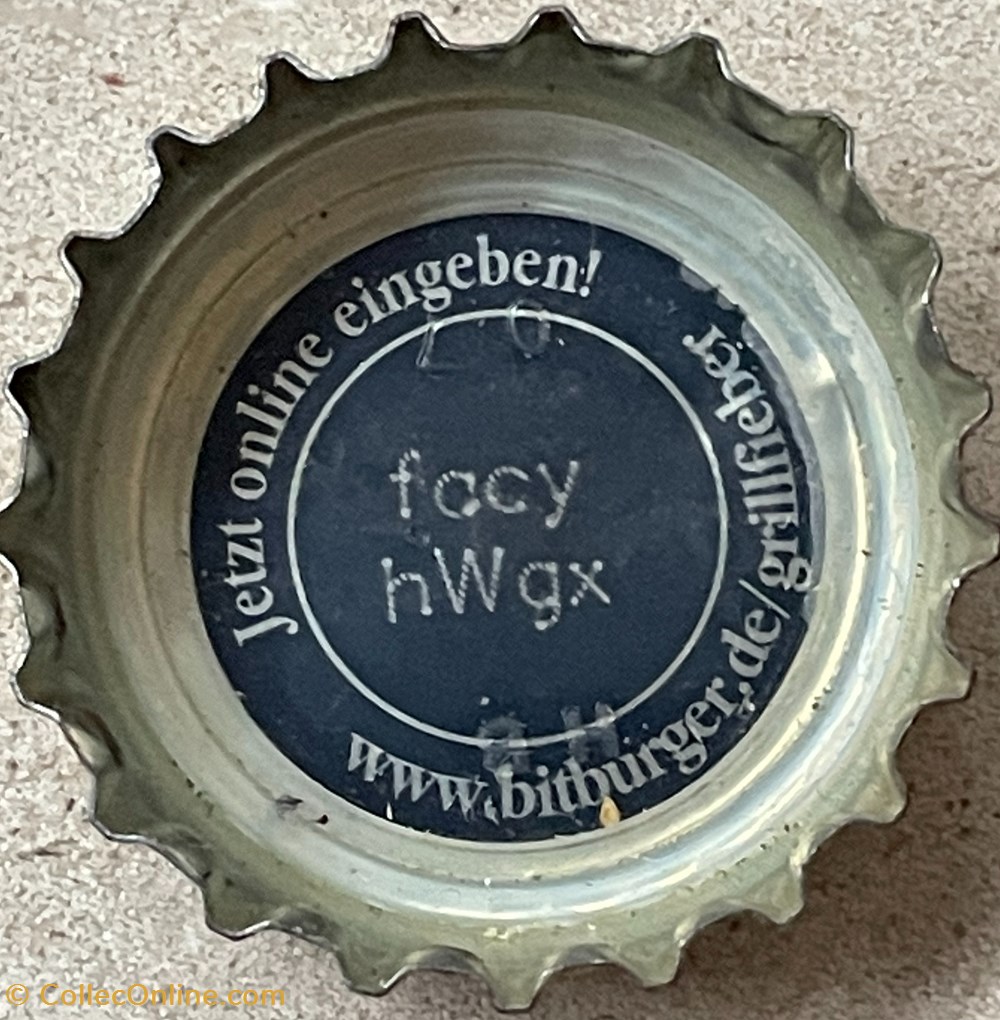 Jetzt online eingeben!
facy
hWgx
www.bitburger.de/grillfieber
© CollecOnline.com